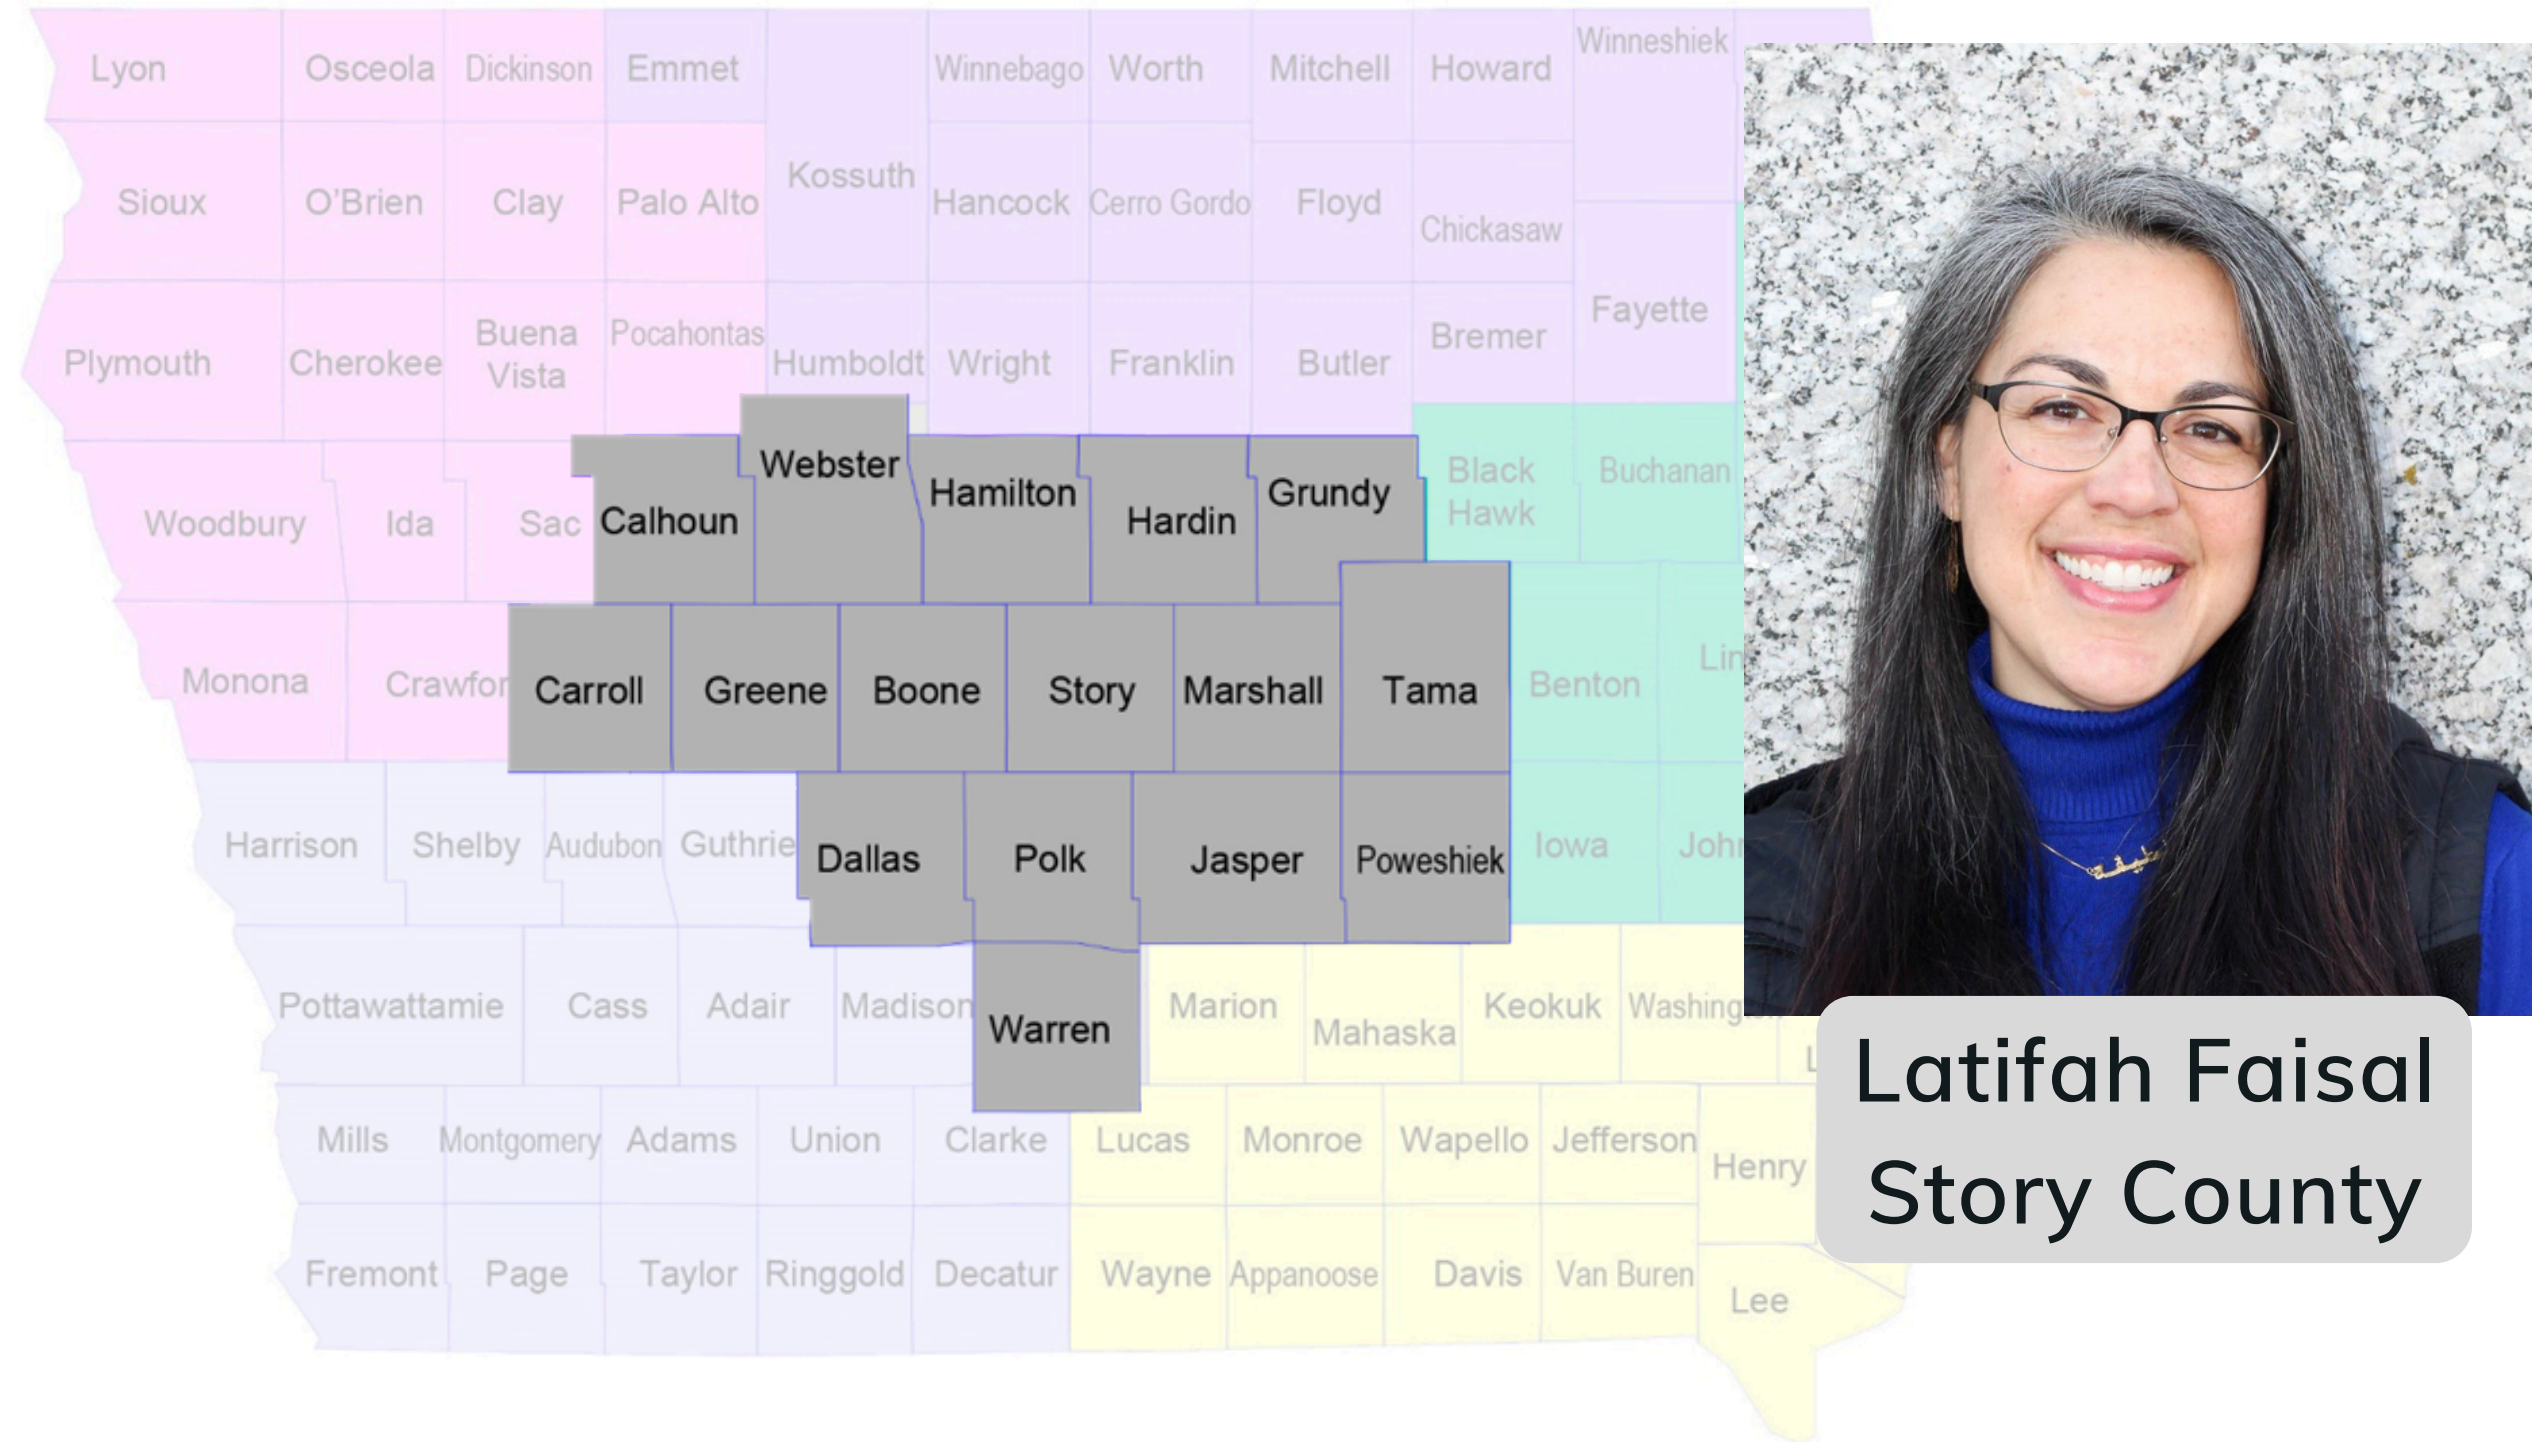 Lyon
Osceola
Dickinson
Emmet
Winnebago
Worth
Mitchell
Howard
Winneshiek
Sioux
O'Brien
Clay
Palo Alto
Kossuth
Hancock
Cerro Gordo
Floyd
Chickasaw
Plymouth
Cherokee
Buena
Vista
Pocahontas
Humboldt
Wright
Franklin
Butler
Bremer
Fayette
Woodbury
Ida
Sac
Calhoun
Webster
Hamilton
Hardin
Grundy
Black
Hawk
Buchanan
Monona
Crawfor
Carroll
Greene
Boone
Story
Marshall
Tama
Benton
Lin
Harrison
Shelby
Audubon
Guthrie
Dallas
Polk
Jasper
Poweshiek
Iowa
John
Pottawattamie
Cass
Adair
Madison
Warren
Marion
Mahaska
Keokuk
Washing
L
Mills
Montgomery
Adams
Union
Clarke
Lucas
Monroe
Wapello
Jefferson
Henry
Fremont
Page
Taylor
Ringgold
Decatur
Wayne
Appanoose
Davis
Van Buren
Lee
Latifah Faisal
Story County